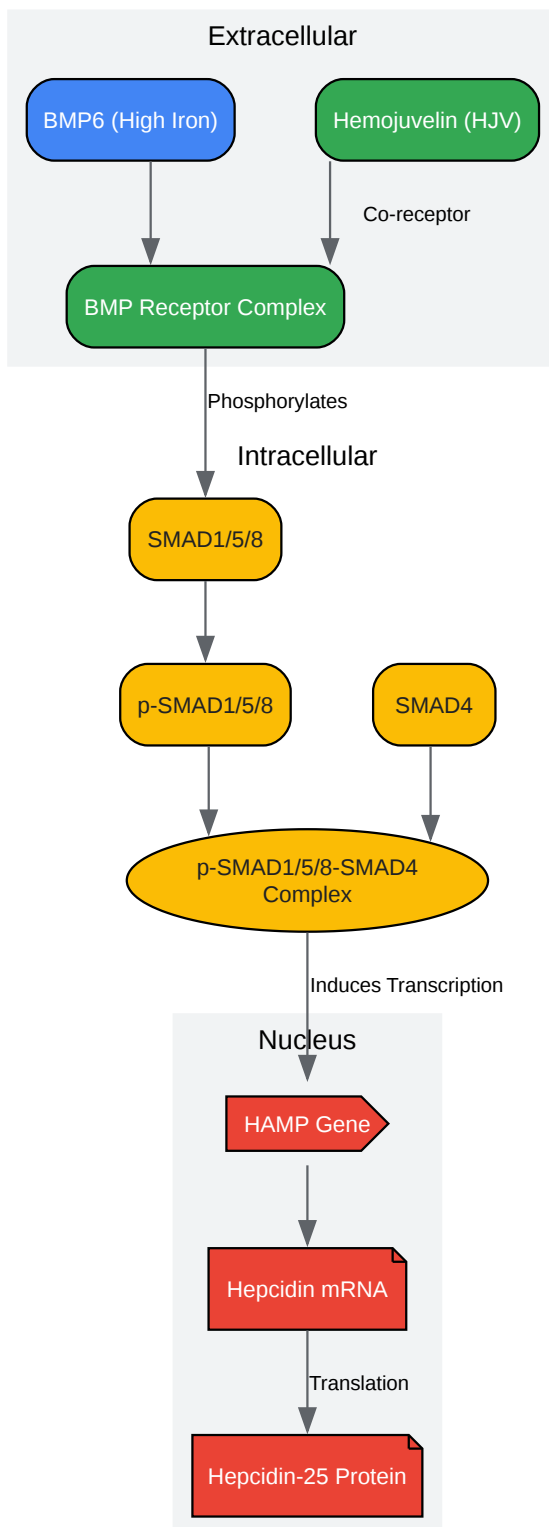 Extracellular
BMP6 (High Iron)
Hemojuvelin (HJV)
Co-receptor
BMP Receptor Complex
Phosphorylates
Intracellular
SMAD1/5/8
p-SMAD1/5/8
SMAD4
p-SMAD1/5/8-SMAD4
Complex
Induces Transcription
Nucleus
HAMP Gene
Hepcidin mRNA
Translation
Hepcidin-25 Protein